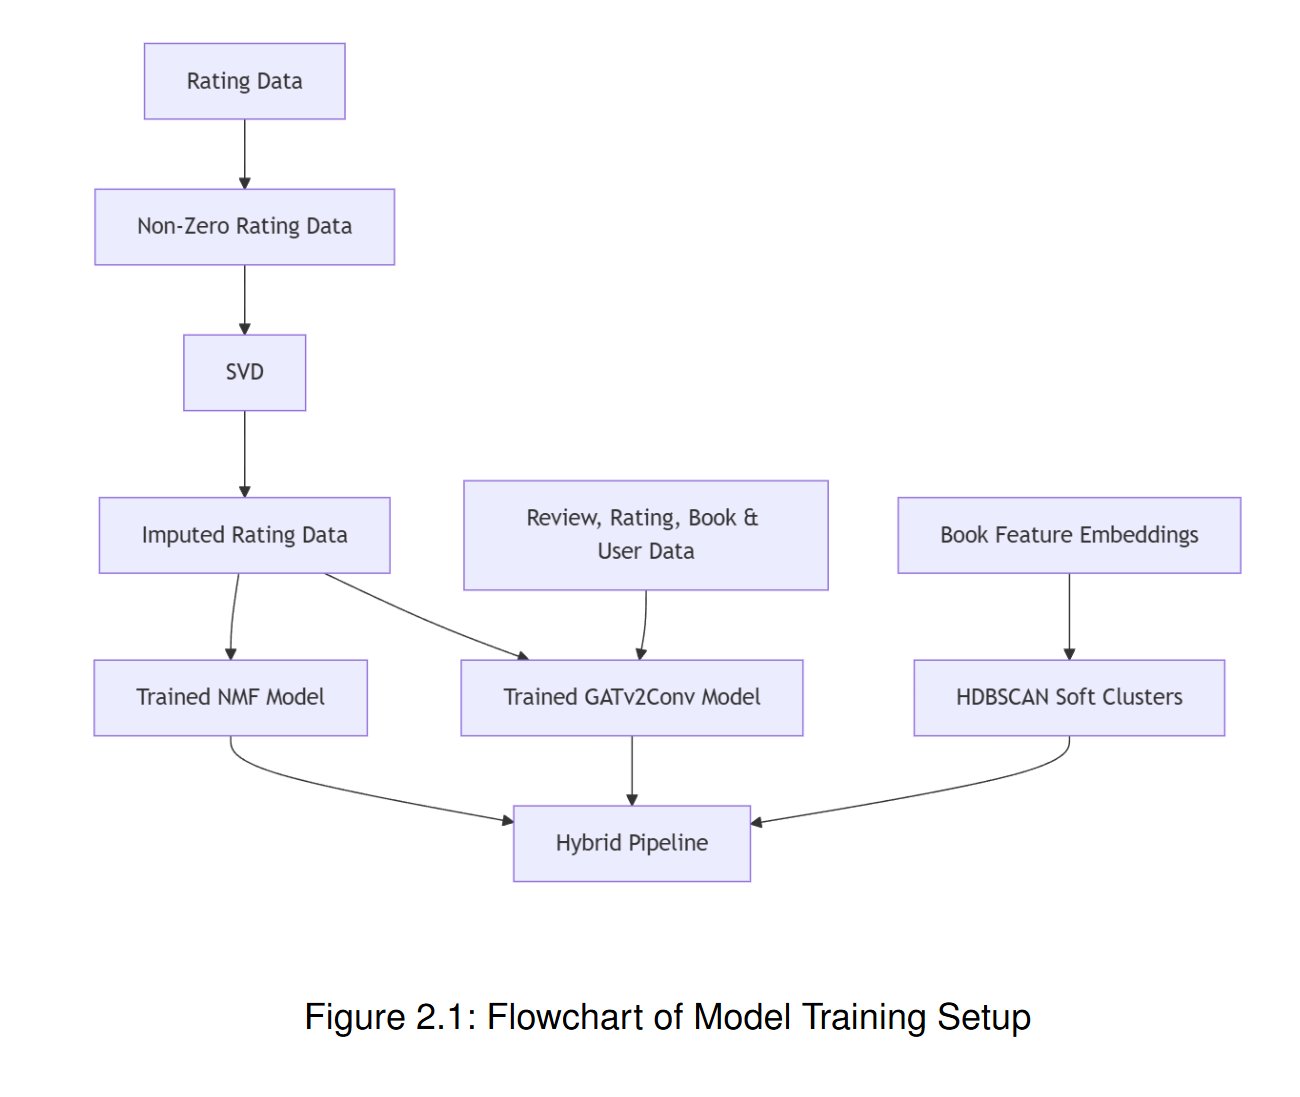 Rating Data
Non-Zero Rating Data
SVD
Imputed Rating Data
Review, Rating, Book &
User Data
Book Feature Embeddings
Trained NMF Model
Trained GATv2Conv Model
HDBSCAN Soft Clusters
Hybrid Pipeline
Figure 2.1: Flowchart of Model Training Setup